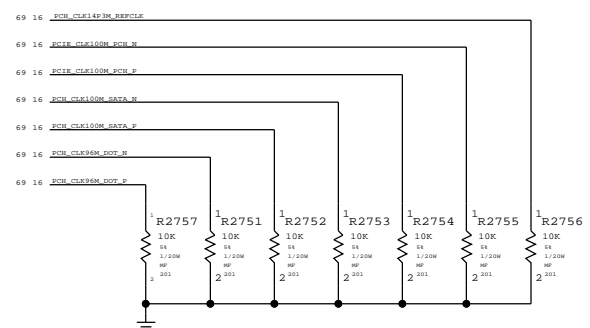 69 16 PCH_CLK14P3M_REFCLK
69 16 PCIE_CLK100M_PCH_N
69 16 PCIE_CLK100M_PCH_P
69 16 PCH_CLK100M_SATA_N
69 16 PCH_CLK100M_SATA_P
69 16 PCH_CLK96M_DOT_N
69 16 PCH_CLK96M_DOT_P
1 1 1 1 1 1 1
R2757 R2751 R2752 R2753 R2754 R2755 R2756
10K 10K 10K 10K 10K 10K 10K
5% 5% 5% 5% 5% 5% 5%
1/20W 1/20W 1/20W 1/20W 1/20W 1/20W 1/20W
MF MF MF MF MF MF MF
201 201 201 201 201 201 201
2 2 2 2 2 2 2